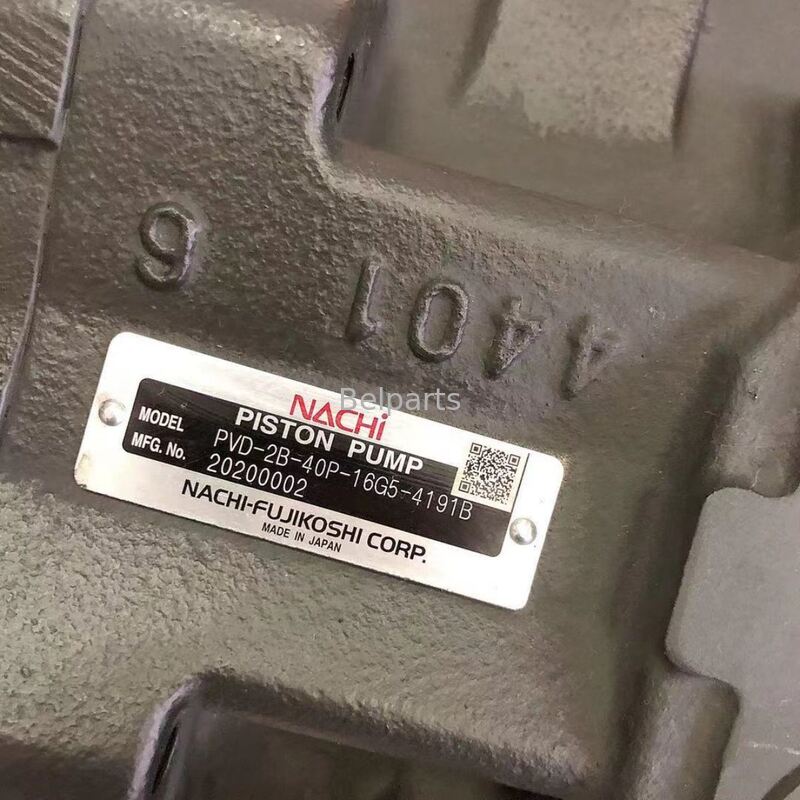 4401
NACHi
PISTON PUMP
MODEL PVD-2B-40P-16G5-4191B
MFG. No. 20200002
NACHI-FUJIKOSHI CORP.
MADE IN JAPAN
Belparts